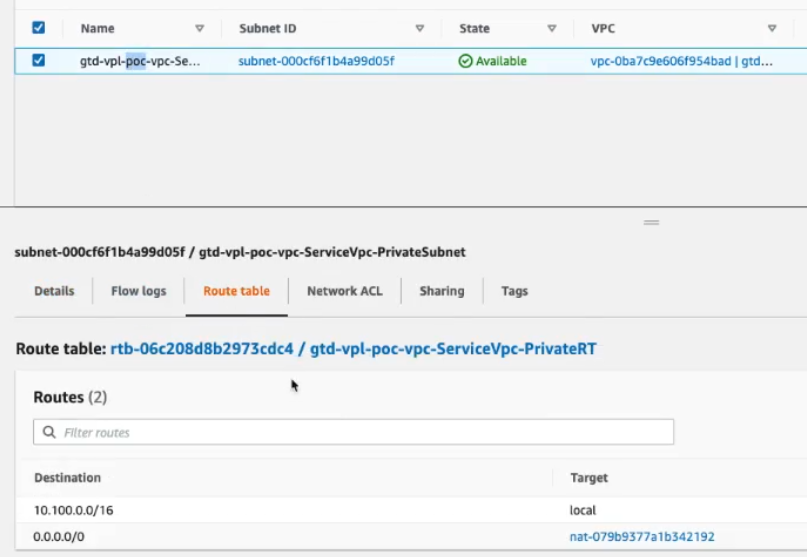 Name Subnet ID State VPC
gtd-vpl-poc-vpc-Se... subnet-000cf6f1b4a99d05f Available vpc-0ba7c9e606f954bad | gtd...
subnet-000cf6f1b4a99d05f / gtd-vpl-poc-vpc-ServiceVpc-PrivateSubnet
Details Flow logs Route table Network ACL Sharing Tags
Route table: rtb-06c208d8b2973cdc4 / gtd-vpl-poc-vpc-ServiceVpc-PrivateRT
Routes (2)
Filter routes
Destination Target
10.100.0.0/16 local
0.0.0.0/0 nat-079b9377a1b342192